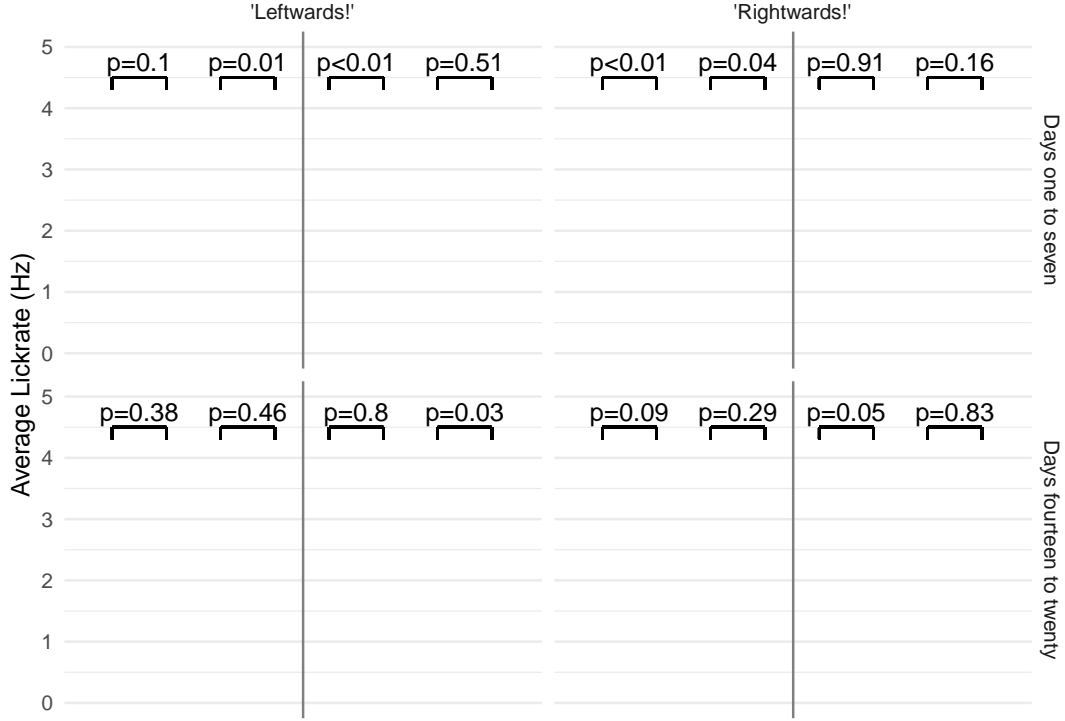 'Leftwards!' 'Rightwards!'
5
p=0.1 p=0.01 p<0.01 p=0.51 p<0.01 p=0.04 p=0.91 p=0.16
4
3
2
1
0
Days one to seven
Average Lickrate (Hz)
5
p=0.38 p=0.46 p=0.8 p=0.03 p=0.09 p=0.29 p=0.05 p=0.83
4
3
2
1
0
Days fourteen to twenty